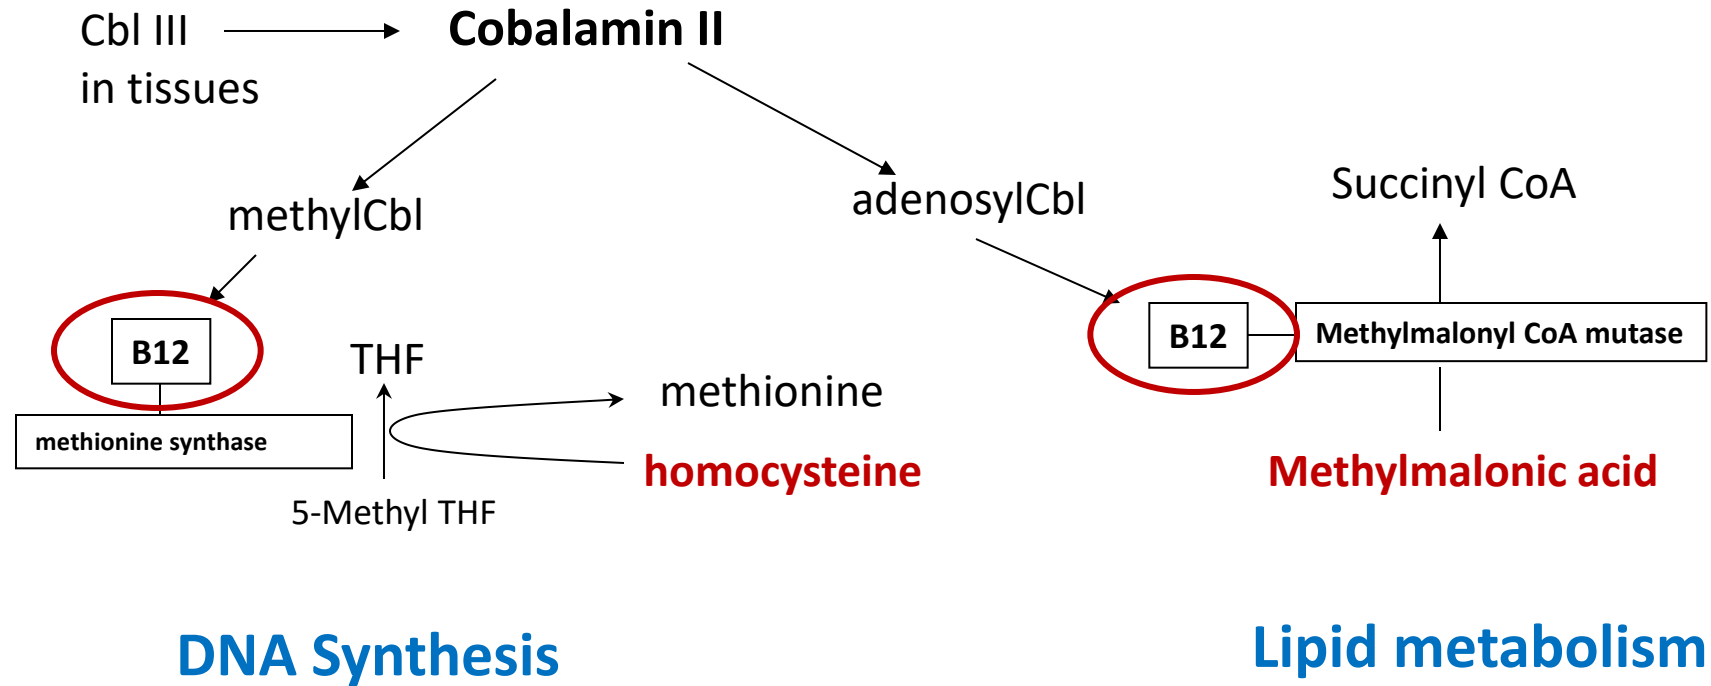 Cbl III
in tissues
Cobalamin II
methylCbl
adenosylCbl
Succinyl CoA
B12
methionine synthase
THF
5-Methyl THF
methionine
homocysteine
B12
Methylmalonyl CoA mutase
Methylmalonic acid
DNA Synthesis
Lipid metabolism